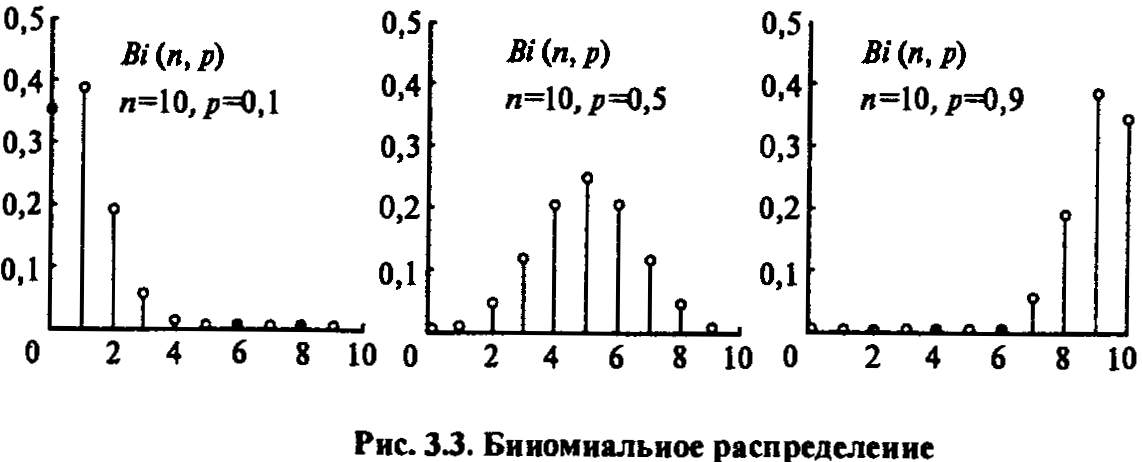 0,5
0,4
0,3
0,2
0,1
Bi (n, p)
n=10, p=0,1
0 2 4 6 8 10
0,5
0,4
0,3
0,2
0,1
Bi (n, p)
n=10, p=0,5
0 2 4 6 8 10
0,5
0,4
0,3
0,2
0,1
Bi (n, p)
n=10, p=0,9
0 2 4 6 8 10
Рис. 3.3. Биномиальное распределение